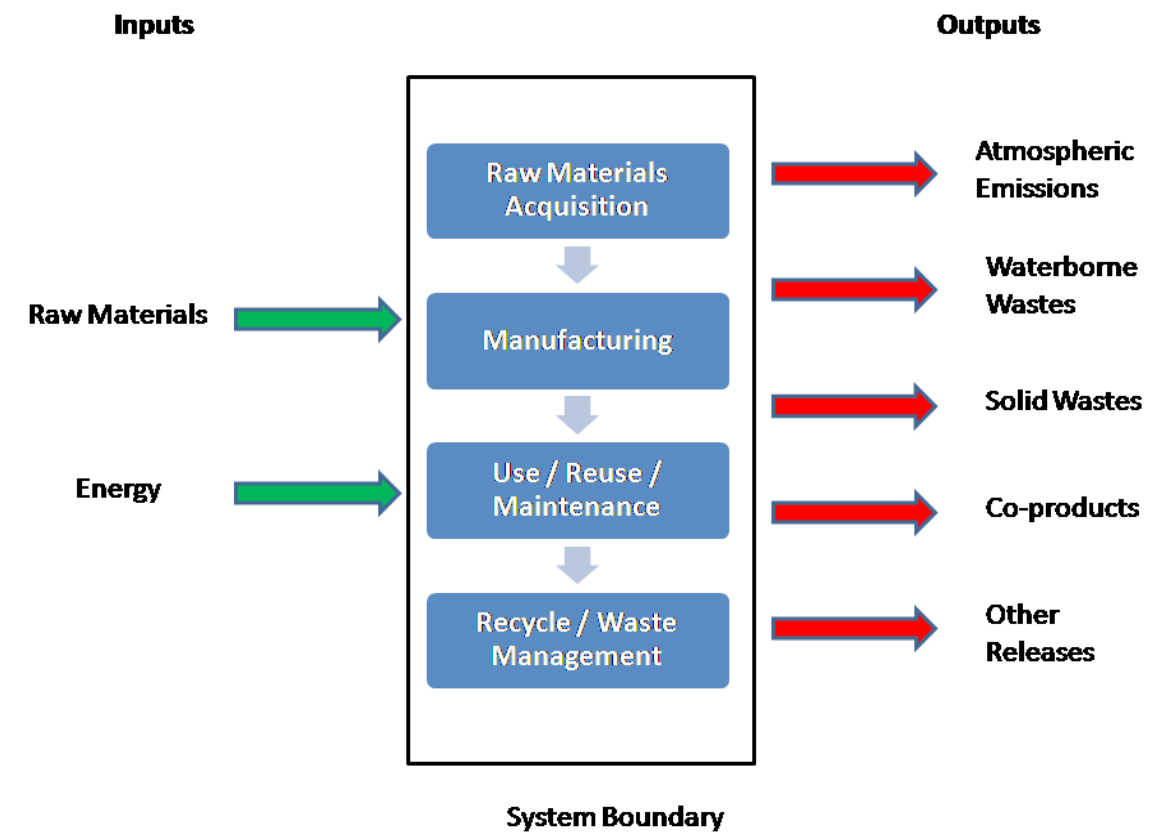 Inputs
Outputs
Raw Materials
Acquisition
Manufacturing
Use / Reuse /
Maintenance
Recycle / Waste
Management
Raw Materials
Energy
Atmospheric
Emissions
Waterborne
Wastes
Solid Wastes
Co-products
Other
Releases
System Boundary